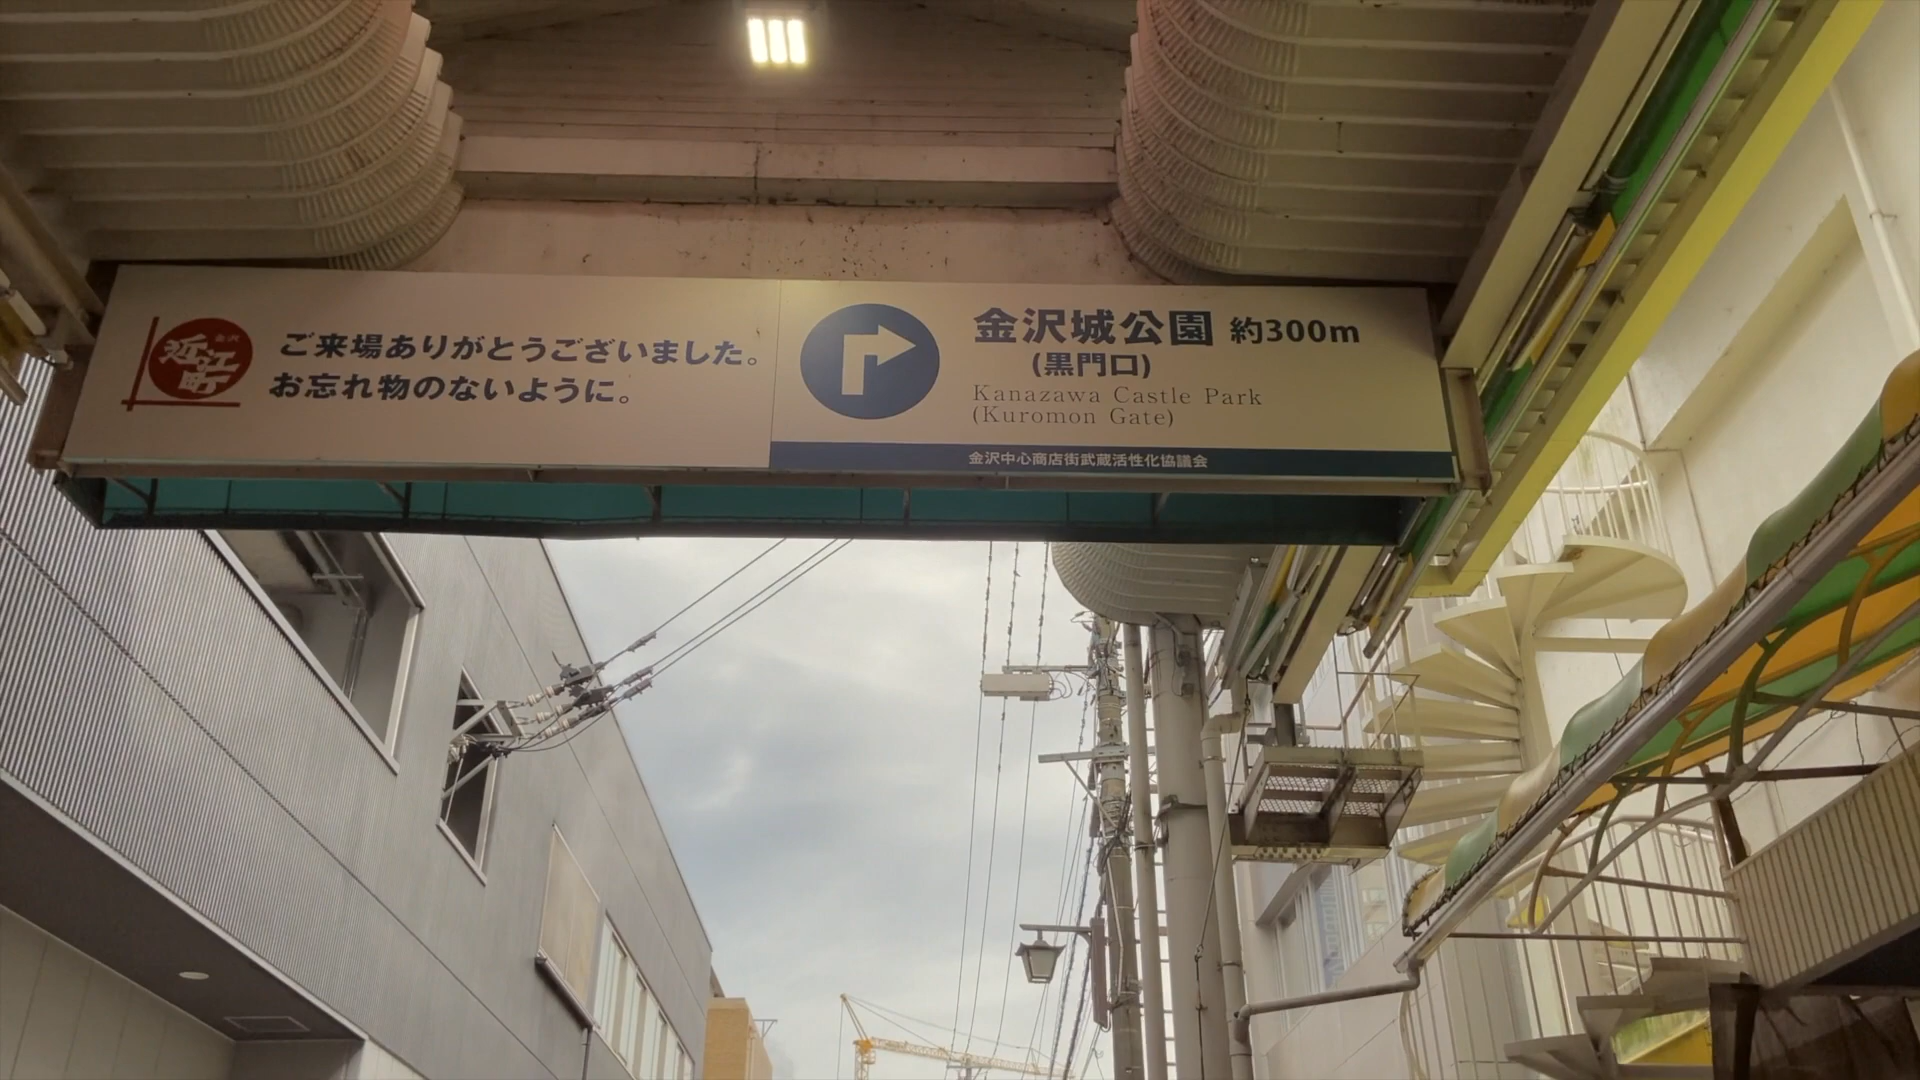 金沢
近江町
ご来場ありがとうございました。
お忘れ物のないように。
金沢城公園 約300m
(黒門口)
Kanazawa Castle Park
(Kuromon Gate)
金沢中心商店街武蔵活性化協議会